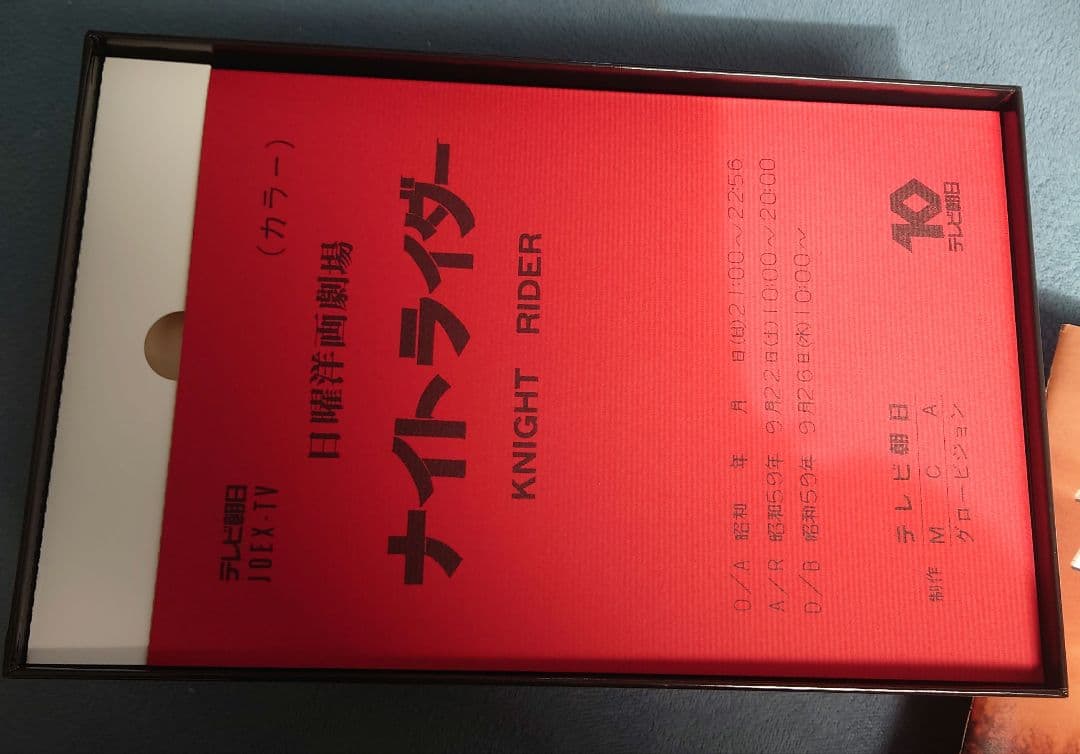 テレビ朝日
JOEX-TV
(カラー)
日曜洋画劇場
ナイトライダー
KNIGHT RIDER
O/A 昭和 年 月 日(日)21:00〜22:56
A/R 昭和59年 9月22日(土)10:00〜20:00
D/B 昭和59年 9月26日(水)10:00〜
制作 テレビ朝日
M C A
グロービジョン
10
テレビ朝日